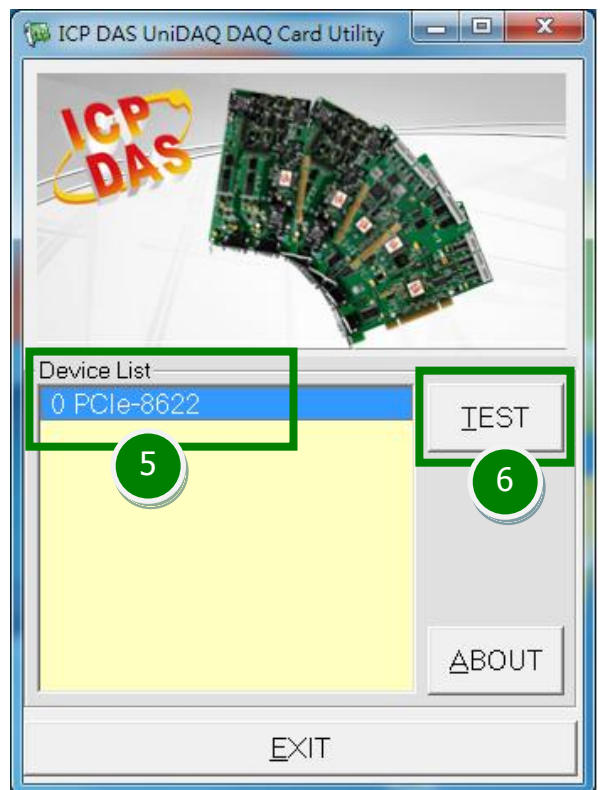 ICP DAS UniDAQ DAQ Card Utility
ICP
DAS
Device List
0 PCIe-8622
TEST
5
6
ABOUT
EXIT